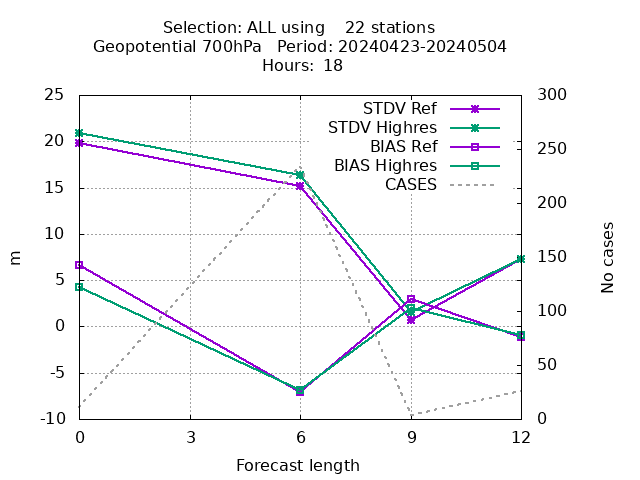 Selection: ALL using    22 stations
Geopotential 700hPa   Period: 20240423-20240504
Hours: 18
STDV Ref
STDV Highres
BIAS Ref
BIAS Highres
CASES
25
20
15
10
5
0
-5
-10
m
300
250
200
150
100
50
0
No cases
0 3 6 9 12
Forecast length